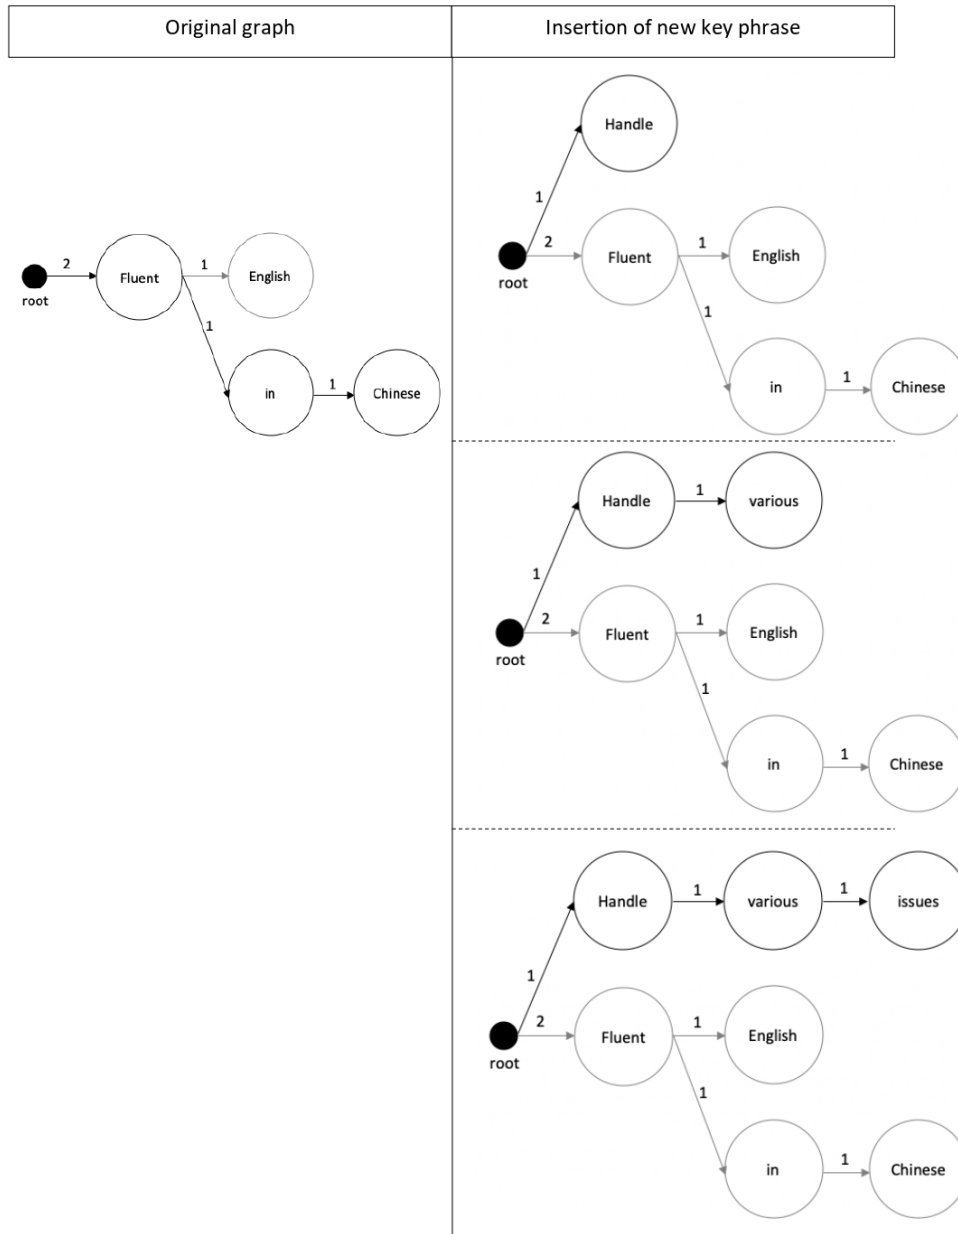 Original graph
Insertion of new key phrase
2
Fluent
1
English
root
1
in
1
Chinese
Handle
1
2
Fluent
1
English
root
1
in
1
Chinese
Handle
1
various
1
2
Fluent
1
English
root
1
in
1
Chinese
Handle
1
various
1
issues
1
2
Fluent
1
English
root
1
in
1
Chinese